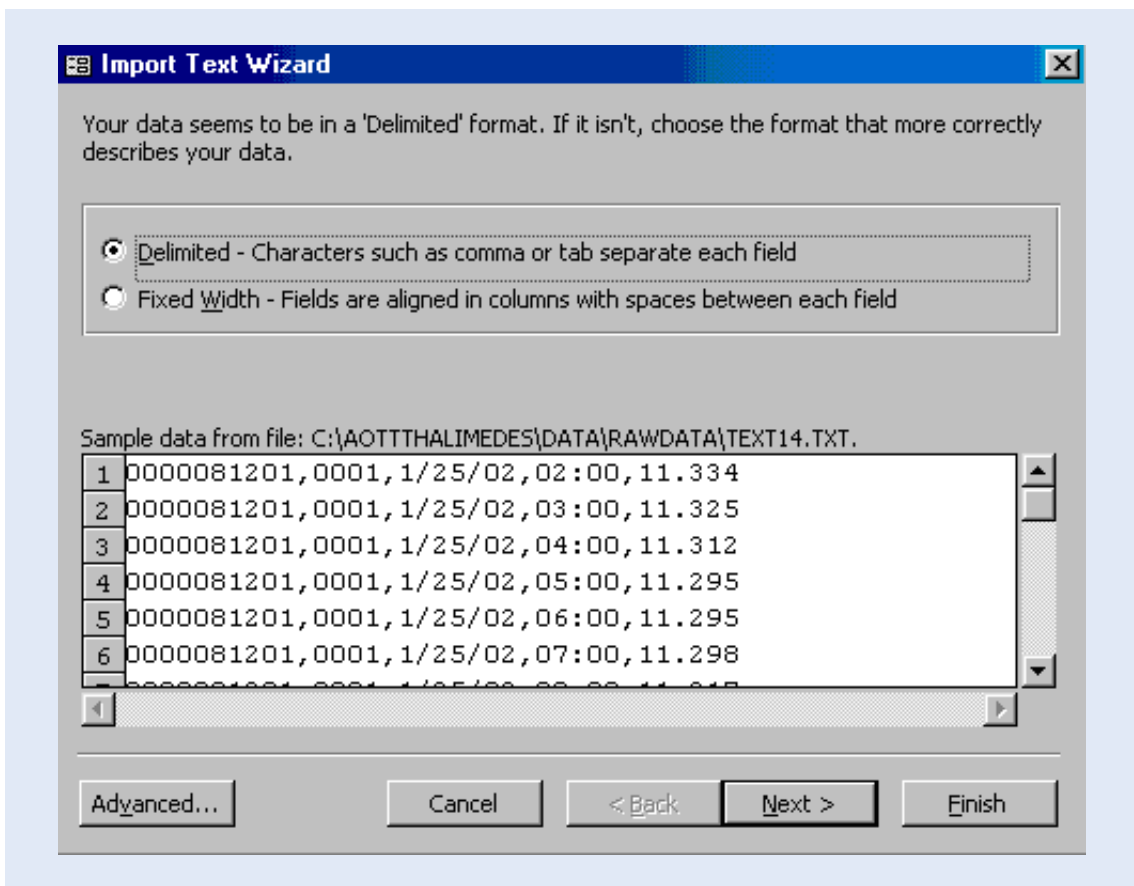 Import Text Wizard
Your data seems to be in a 'Delimited' format. If it isn't, choose the format that more correctly
describes your data.
Delimited - Characters such as comma or tab separate each field
Fixed Width - Fields are aligned in columns with spaces between each field
Sample data from file: C:\AOTTTHALIMEDES\DATA\RAWDATA\TEXT14.TXT.
1 0000081201,0001,1/25/02,02:00,11.334
2 0000081201,0001,1/25/02,03:00,11.325
3 0000081201,0001,1/25/02,04:00,11.312
4 0000081201,0001,1/25/02,05:00,11.295
5 0000081201,0001,1/25/02,06:00,11.295
6 0000081201,0001,1/25/02,07:00,11.298
Advanced... Cancel < Back Next > Finish